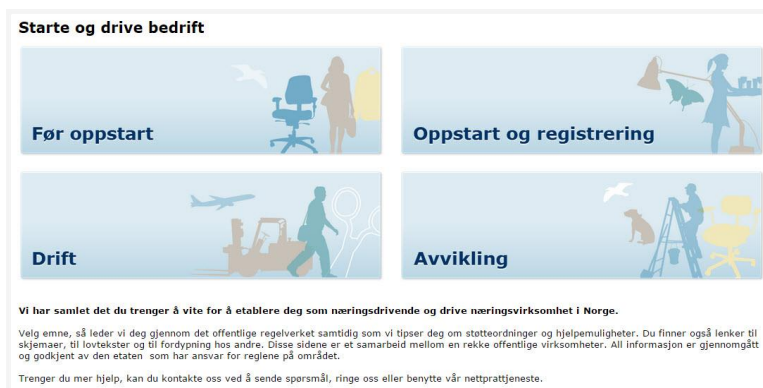 Starte og drive bedrift
Før oppstart
Oppstart og registrering
Drift
Avvikling
Vi har samlet det du trenger å vite for å etablere deg som næringsdrivende og drive næringsvirksomhet i Norge.
Velg emne, så leder vi deg gjennom det offentlige regelverket samtidig som vi tipser deg om støtteordninger og hjelpemuligheter. Du finner også lenker til
skjemaer, til lovtekster og til fordypning hos andre. Disse sidene er et samarbeid mellom en rekke offentlige virksomheter. All informasjon er gjennomgått
og godkjent av den etaten som har ansvar for reglene på området.
Trenger du mer hjelp, kan du kontakte oss ved å sende spørsmål, ringe oss eller benytte vår nettprattjeneste.